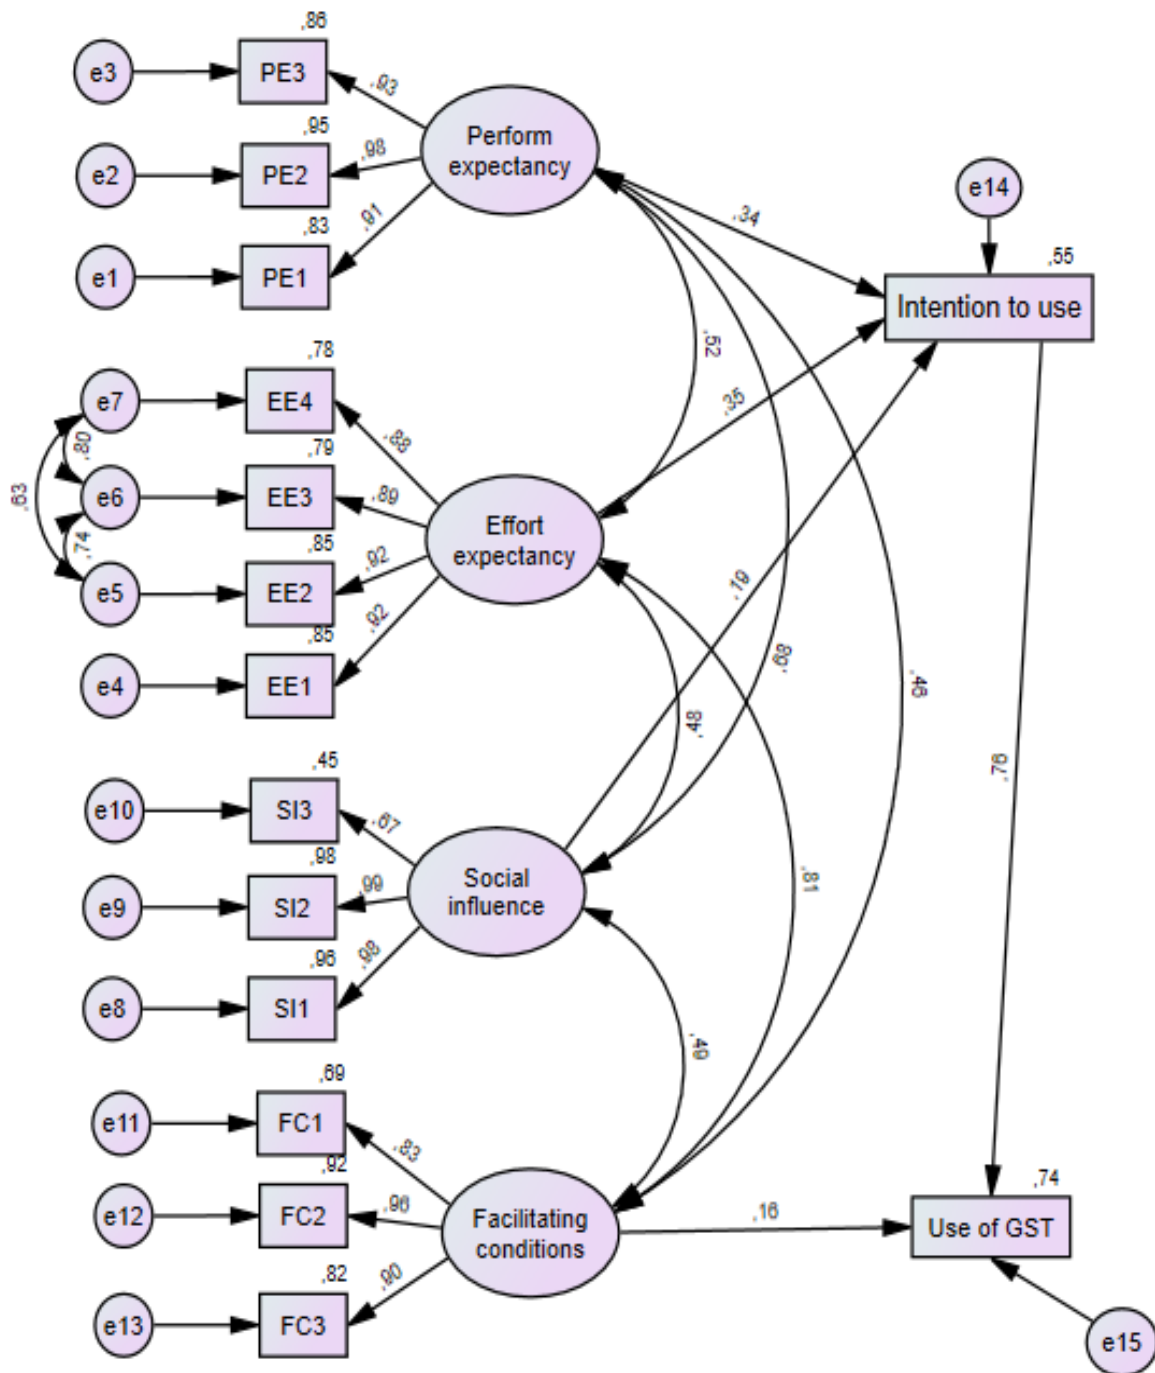 ,86
e3
PE3
,93
,95
e2
PE2
,98
,83
e1
PE1
,91
Perform
expectancy
e14
,34
,55
Intention to use
,52
,78
e7
EE4
,88
,80
,79
e6
EE3
,89
,63
,74
,85
e5
EE2
,92
,85
e4
EE1
,92
Effort
expectancy
,35
,19
,68
,46
,48
,79
,45
e10
SI3
,67
,98
e9
SI2
,99
,96
e8
SI1
,98
Social
influence
,81
,49
,69
e11
FC1
,83
,92
e12
FC2
,96
,82
e13
FC3
,90
Facilitating
conditions
,16
,74
Use of GST
e15